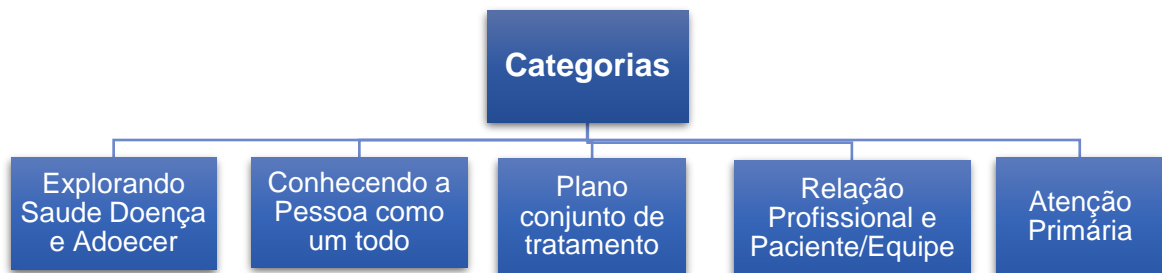 Categorias
Explorando
Saude Doença
e Adoecer
Conhecendo a
Pessoa como
um todo
Plano
conjunto de
tratamento
Relação
Profissional e
Paciente/Equipe
Atenção
Primária